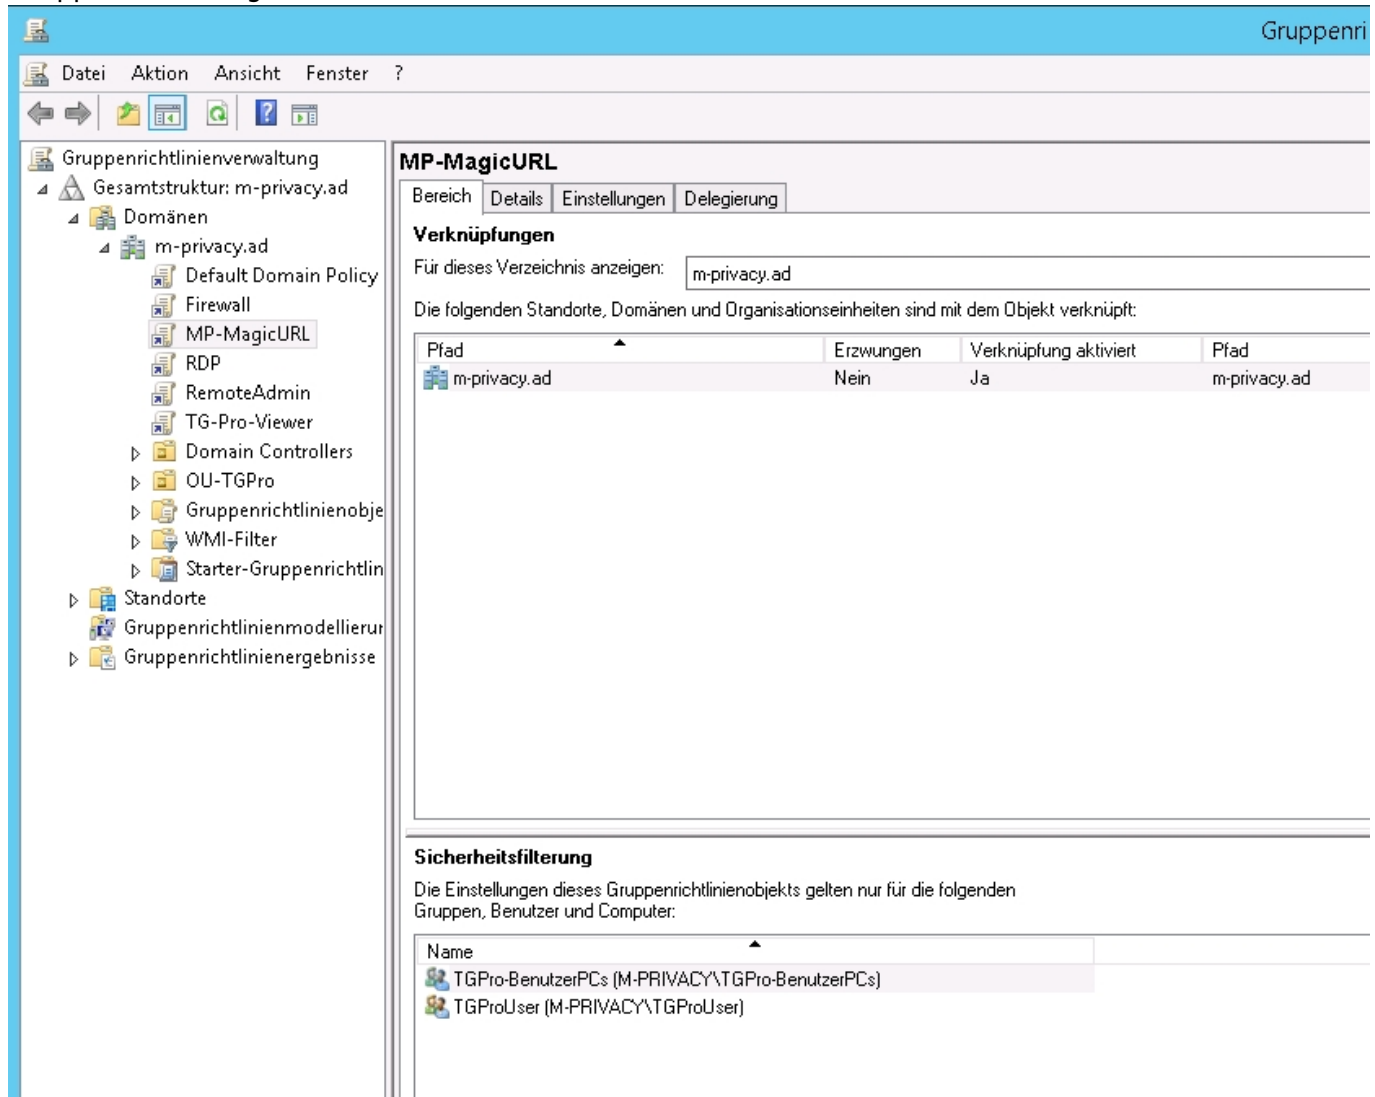 Gruppenri
Datei Aktion Ansicht Fenster ?
Gruppenrichtlinienverwaltung
Gesamtstruktur: m-privacy.ad
Domänen
m-privacy.ad
Default Domain Policy
Firewall
MP-MagicURL
RDP
RemoteAdmin
TG-Pro-Viewer
Domain Controllers
OU-TGPro
Gruppenrichtlinienobje
WMI-Filter
Starter-Gruppenrichtlin
Standorte
Gruppenrichtlinienmodellierur
Gruppenrichtlinienergebnisse
MP-MagicURL
Bereich Details Einstellungen Delegierung
Verknüpfungen
Für dieses Verzeichnis anzeigen: m-privacy.ad
Die folgenden Standorte, Domänen und Organisationseinheiten sind mit dem Objekt verknüpft:
Pfad Erzwungen Verknüpfung aktiviert Pfad
m-privacy.ad Nein Ja m-privacy.ad
Sicherheitsfilterung
Die Einstellungen dieses Gruppenrichtlinienobjekts gelten nur für die folgenden
Gruppen, Benutzer und Computer:
Name
TGPro-BenutzerPCs (M-PRIVACY\TGPro-BenutzerPCs)
TGProUser (M-PRIVACY\TGProUser)